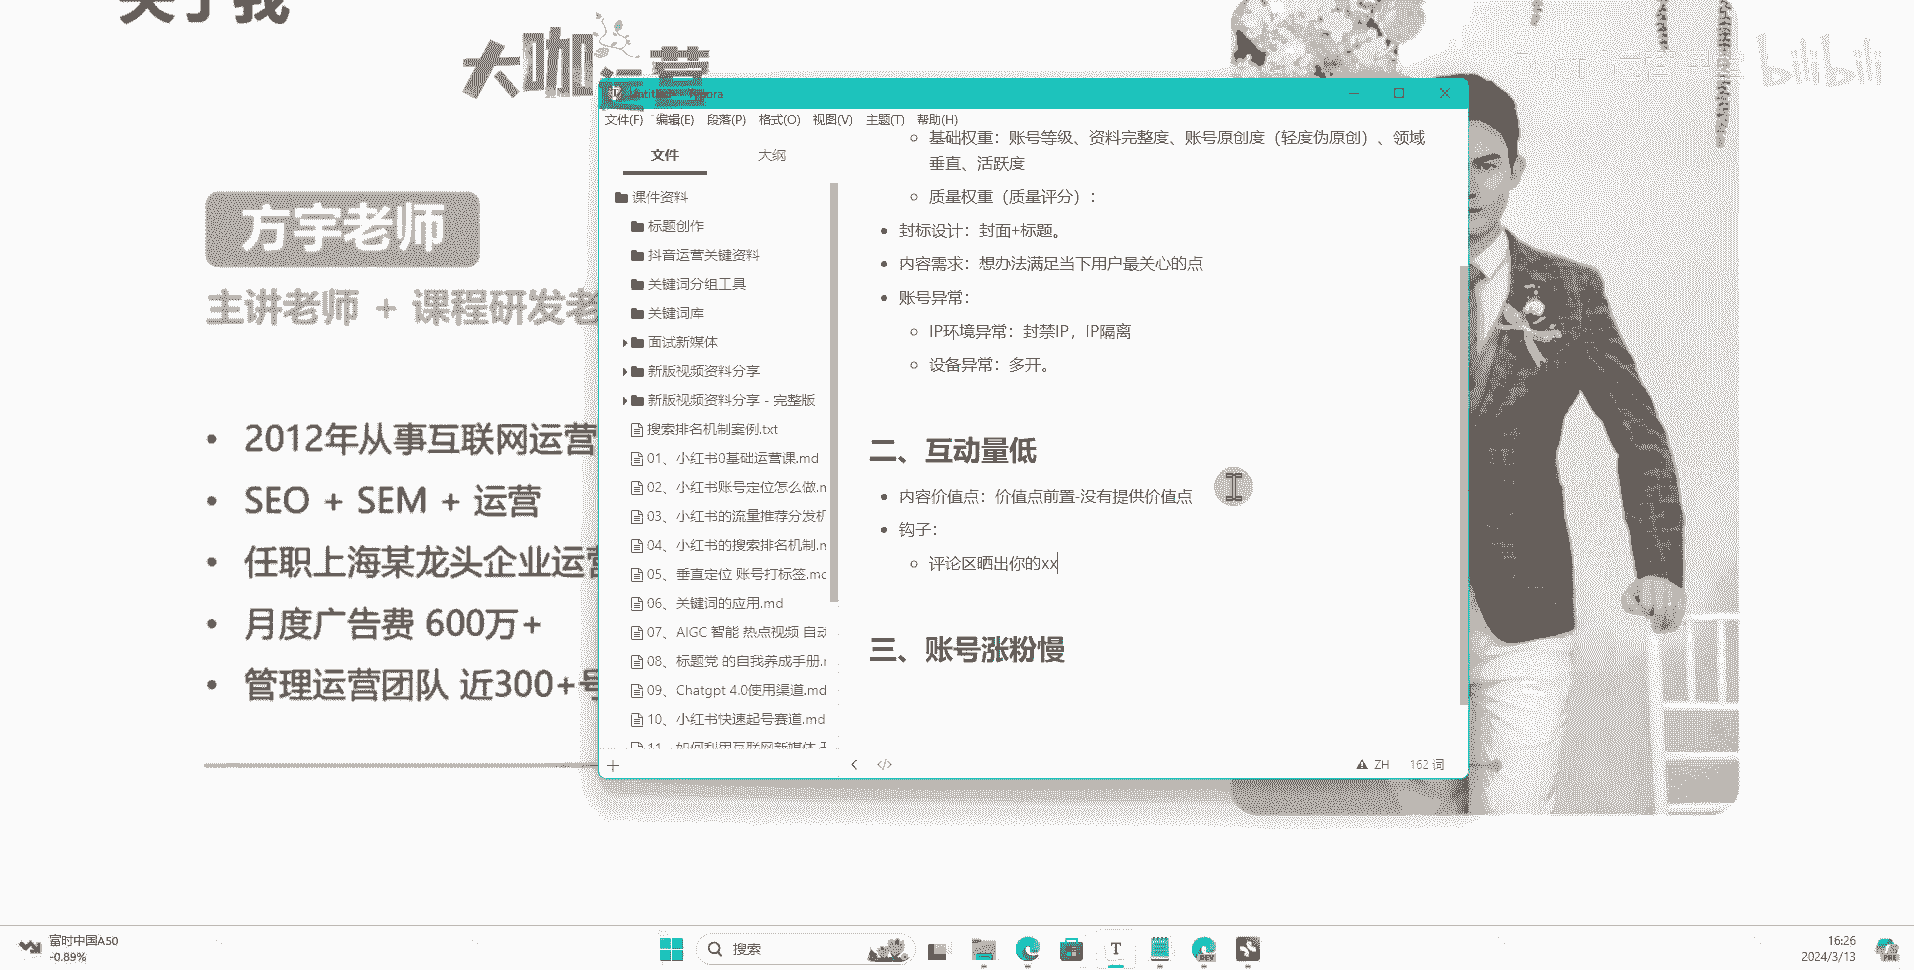 关于我
大咖运营
bilibili
方宇老师
主讲老师 + 课程研发老
2012年从事互联网运营
SEO + SEM + 运营
任职上海某龙头企业运营
月度广告费 600万+
管理运营团队 近300+号
文件(F) 编辑(E) 段落(P) 格式(O) 视图(V) 主题(T) 帮助(H)
文件 大纲
课件资料
标题创作
抖音运营关键资料
关键词分组工具
关键词库
面试新媒体
新版视频资料分享
新版视频资料分享 - 完整版
搜索排名机制案例.txt
01、小红书0基础运营课.md
02、小红书账号定位怎么做.m
03、小红书的流量推荐分发机
04、小红书的搜索排名机制.m
05、垂直定位 账号打标签.md
06、关键词的应用.md
07、AIGC 智能 热点视频 自动
08、标题党 的自我养成手册.m
09、Chatgpt 4.0使用渠道.md
10、小红书快速起号赛道.md
11、如何利用互联网新媒体
基础权重：账号等级、资料完整度、账号原创度（轻度伪原创）、领域
垂直、活跃度
质量权重（质量评分）：
封标设计：封面+标题。
内容需求：想办法满足当下用户最关心的点
账号异常：
IP环境异常：封禁IP，IP隔离
设备异常：多开。
二、互动量低
内容价值点：价值点前置-没有提供价值点
钩子：
评论区晒出你的xx
三、账号涨粉慢
ZH 162 词
富时中国A50
-0.89%
搜索
T
DEV
16:26
2024/3/13
PRE